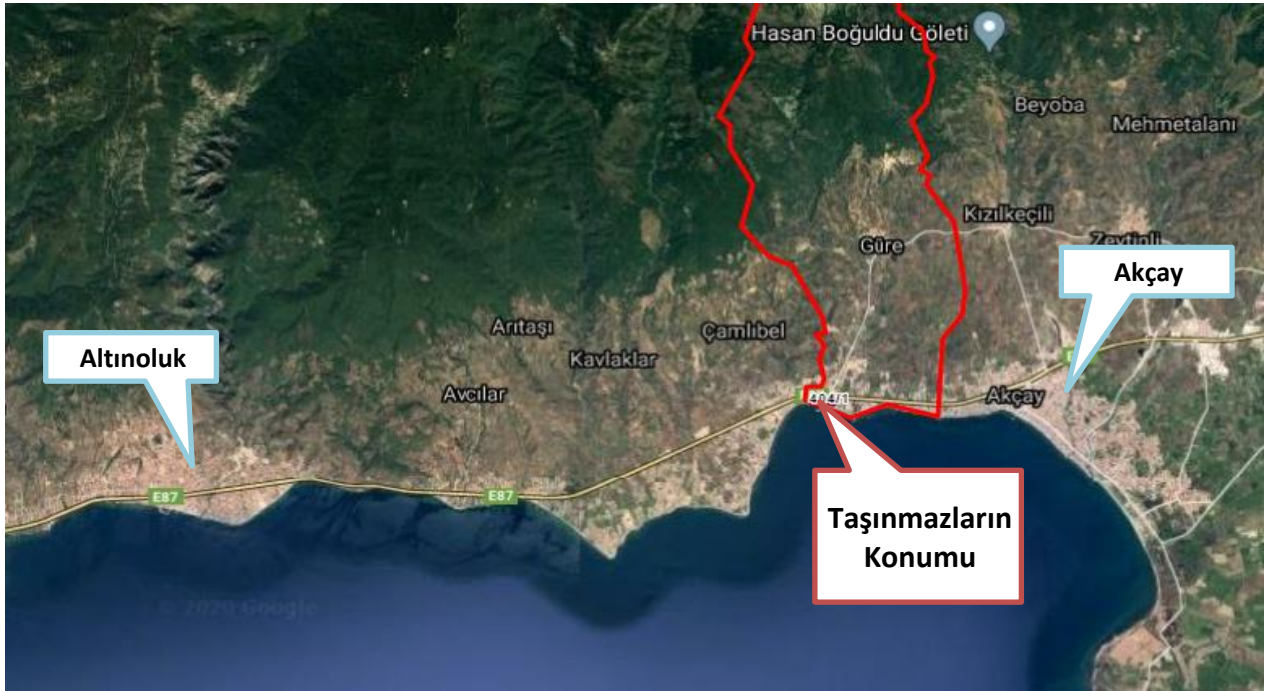 Hasan Boğuldu Göleti
Beyoba
Mehmetalanı
Kızılkeçili
Güre
Zeytinli
Akçay
Arıtaşı
Çamlıbel
Kavlaklar
Altınoluk
Avcılar
Akçay
E87
E87
Taşınmazların
Konumu
© 2020 Google